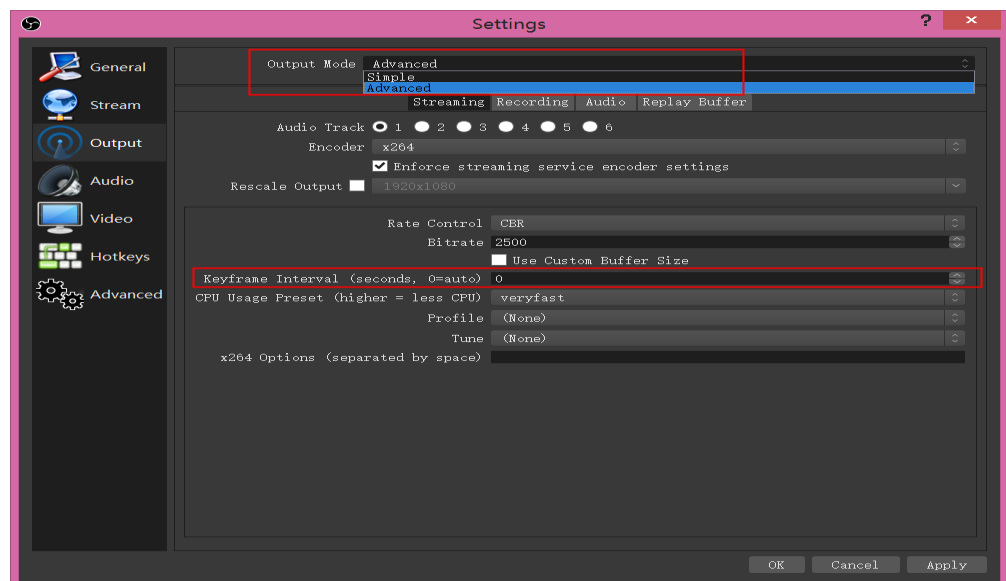 Settings
?
General
Stream
Output
Audio
Video
Hotkeys
Advanced
Output Mode Advanced
Simple
Advanced
Streaming Recording Audio Replay Buffer
Audio Track 1 2 3 4 5 6
Encoder x264
Enforce streaming service encoder settings
Rescale Output 1920x1080
Rate Control CBR
Bitrate 2500
Use Custom Buffer Size
Keyframe Interval (seconds, 0=auto) 0
CPU Usage Preset (higher = less CPU) veryfast
Profile (None)
Tune (None)
x264 Options (separated by space)
OK Cancel Apply